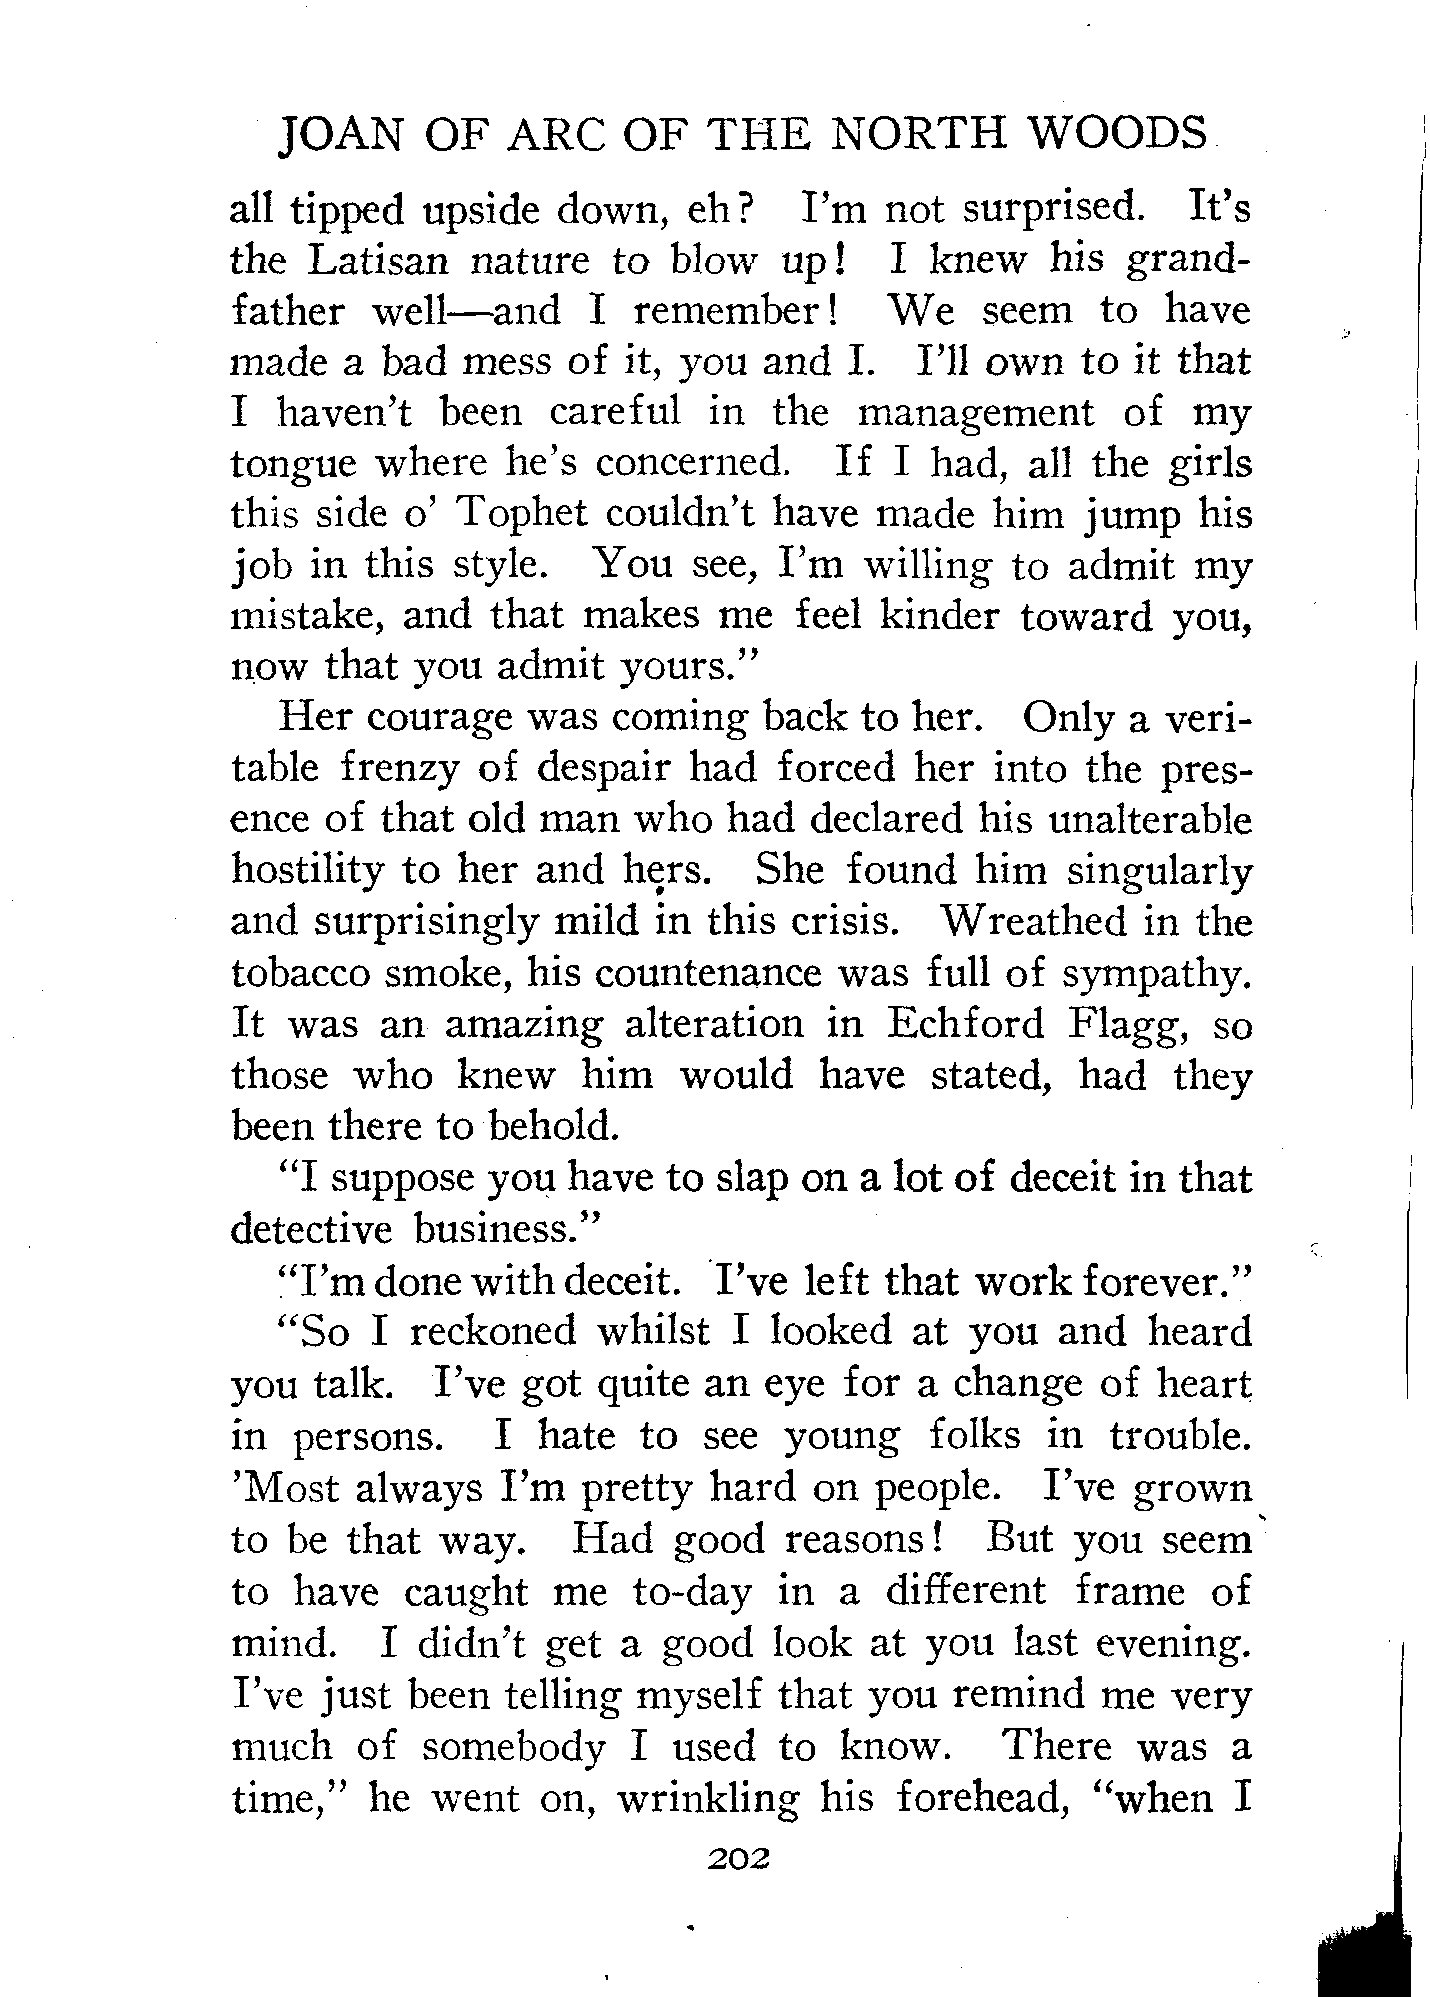 JOAN OF ARC OF THE NORTH WOODS
all tipped upside down, eh? I'm not surprised. It's
the Latisan nature to blow up! I knew his grand-
father well—and I remember! We seem to have
made a bad mess of it, you and I. I'll own to it that
I haven't been careful in the management of my
tongue where he's concerned. If I had, all the girls
this side o' Tophet couldn't have made him jump his
job in this style. You see, I'm willing to admit my
mistake, and that makes me feel kinder toward you,
now that you admit yours."
Her courage was coming back to her. Only a veri-
table frenzy of despair had forced her into the pres-
ence of that old man who had declared his unalterable
hostility to her and hers. She found him singularly
and surprisingly mild in this crisis. Wreathed in the
tobacco smoke, his countenance was full of sympathy.
It was an amazing alteration in Echford Flagg, so
those who knew him would have stated, had they
been there to behold.
"I suppose you have to slap on a lot of deceit in that
detective business."
"I'm done with deceit. I've left that work forever."
"So I reckoned whilst I looked at you and heard
you talk. I've got quite an eye for a change of heart
in persons. I hate to see young folks in trouble.
'Most always I'm pretty hard on people. I've grown
to be that way. Had good reasons! But you seem
to have caught me to-day in a different frame of
mind. I didn't get a good look at you last evening.
I've just been telling myself that you remind me very
much of somebody I used to know. There was a
time," he went on, wrinkling his forehead, "when I
202